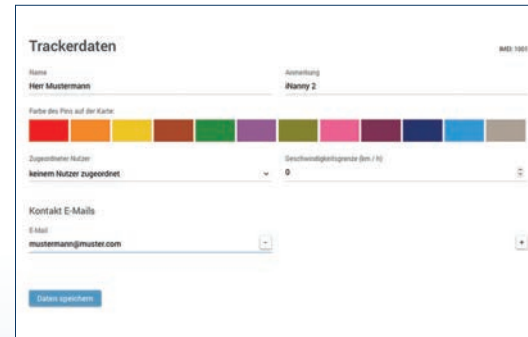 Trackerdaten
IMEI: 1001
Name
Anmerkung
Herr Mustermann
iNanny 2
Farbe des Pins auf der Karte:
Zugeordneter Nutzer
Geschwindigkeitsgrenze (km / h)
keinem Nutzer zugeordnet
0
Kontakt E-Mails
E-Mail
mustermann@muster.com
-
+
Daten speichern